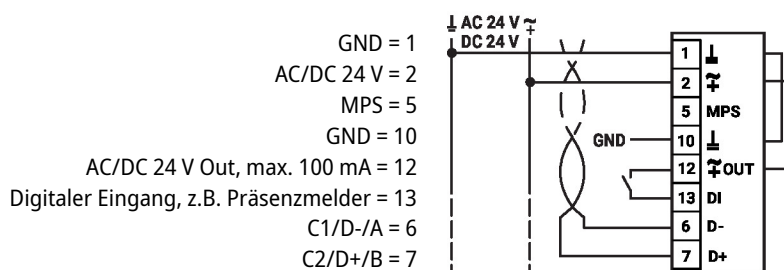 GND = 1
AC/DC 24 V = 2
MPS = 5
GND = 10
AC/DC 24 V Out, max. 100 mA = 12
Digitaler Eingang, z.B. Präsenzmelder = 13
C1/D-/A = 6
C2/D+/B = 7
⊥ AC 24 V ~
DC 24 V +
1 ⊥
2 ~+
5 MPS
GND
10 ⊥
12 ~+ OUT
13 DI
6 D-
7 D+